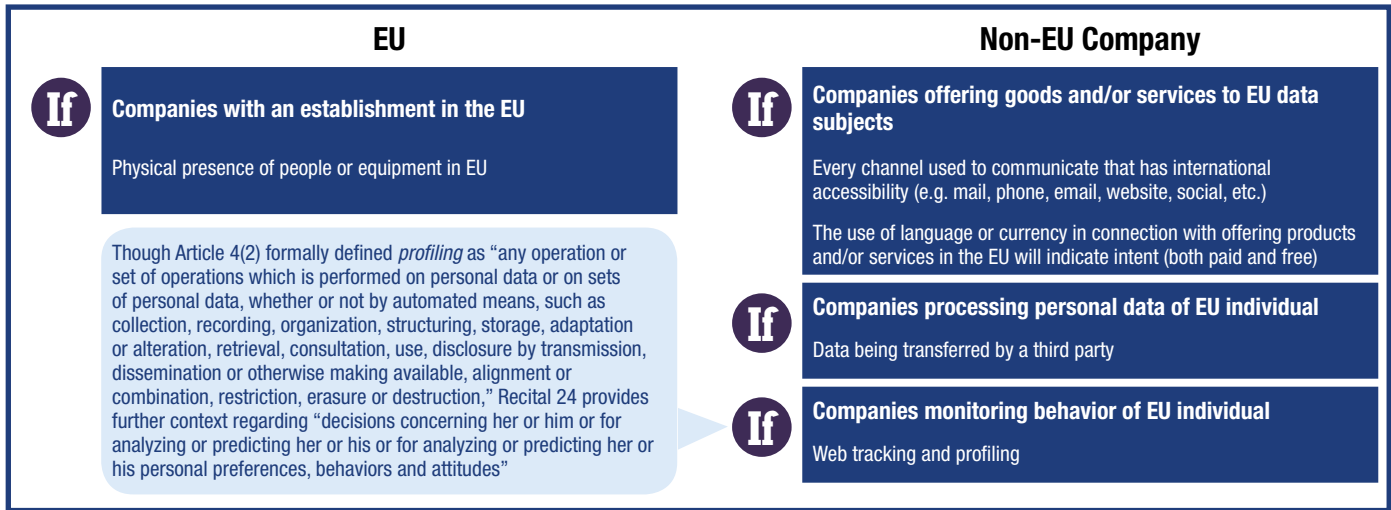 EU
If
Companies with an establishment in the EU
Physical presence of people or equipment in EU
Though Article 4(2) formally defined profiling as “any operation or
set of operations which is performed on personal data or on sets
of personal data, whether or not by automated means, such as
collection, recording, organization, structuring, storage, adaptation
or alteration, retrieval, consultation, use, disclosure by transmission,
dissemination or otherwise making available, alignment or
combination, restriction, erasure or destruction,” Recital 24 provides
further context regarding “decisions concerning her or him or for
analyzing or predicting her or his or for analyzing or predicting her or
his personal preferences, behaviors and attitudes”
Non-EU Company
If
Companies offering goods and/or services to EU data
subjects
Every channel used to communicate that has international
accessibility (e.g. mail, phone, email, website, social, etc.)
The use of language or currency in connection with offering products
and/or services in the EU will indicate intent (both paid and free)
If
Companies processing personal data of EU individual
Data being transferred by a third party
If
Companies monitoring behavior of EU individual
Web tracking and profiling